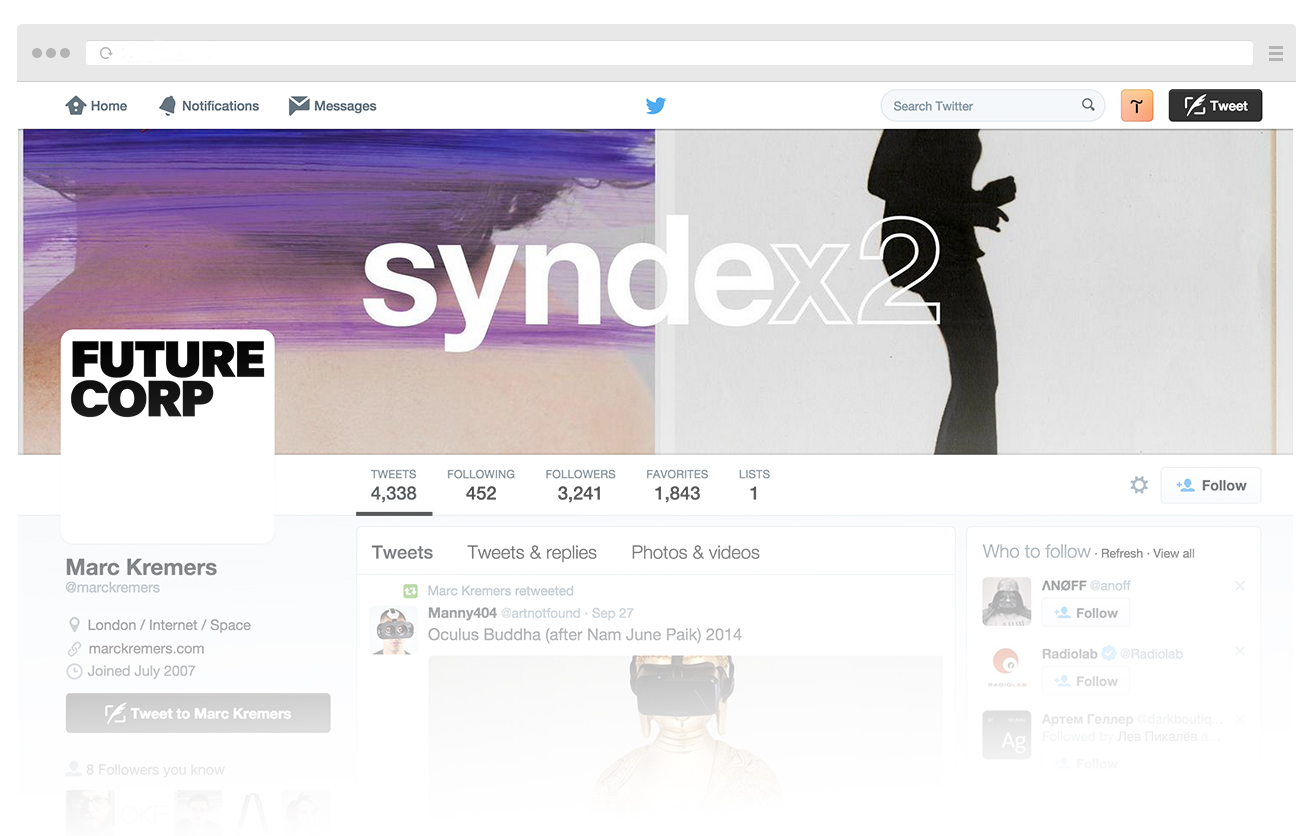 Home Notifications Messages
Search Twitter
Tweet
syndex2
FUTURE
CORP
TWEETS FOLLOWING FOLLOWERS FAVORITES LISTS
4,338 452 3,241 1,843 1
Follow
Marc Kremers
@marckremers
London / Internet / Space
marckremers.com
Joined July 2007
Tweet to Marc Kremers
8 Followers you know
Tweets Tweets & replies Photos & videos
Marc Kremers retweeted
Manny404 @artnotfound · Sep 27
Oculus Buddha (after Nam June Paik) 2014
Who to follow · Refresh · View all
ΛNØFF @anoff
Follow
Radiolab @Radiolab
RADIOLAB
Follow
Артем Геллер @darkboutiq...
Followed by Лев Пикалёв a...
Ag
Follow